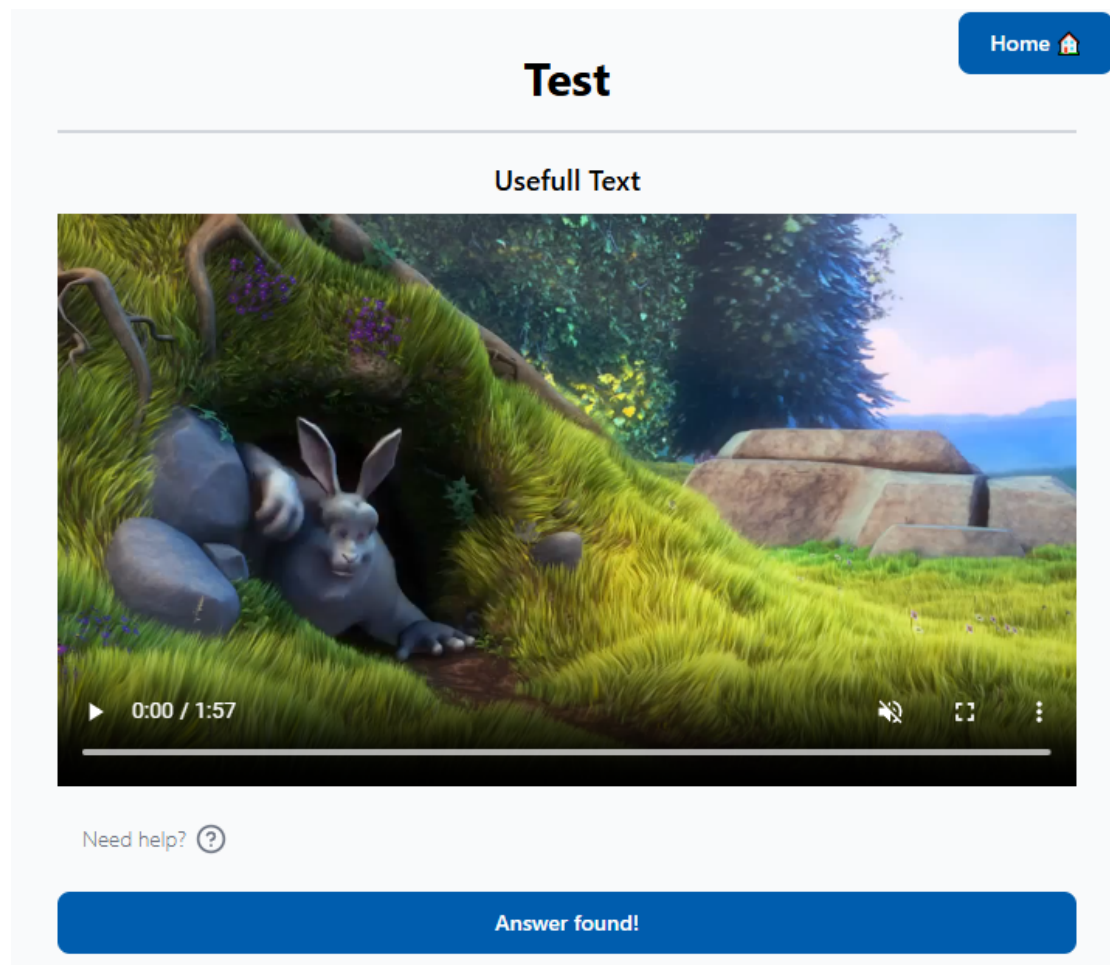 Home 🏠
Test
Usefull Text
0:00 / 1:57
Need help? ?
Answer found!